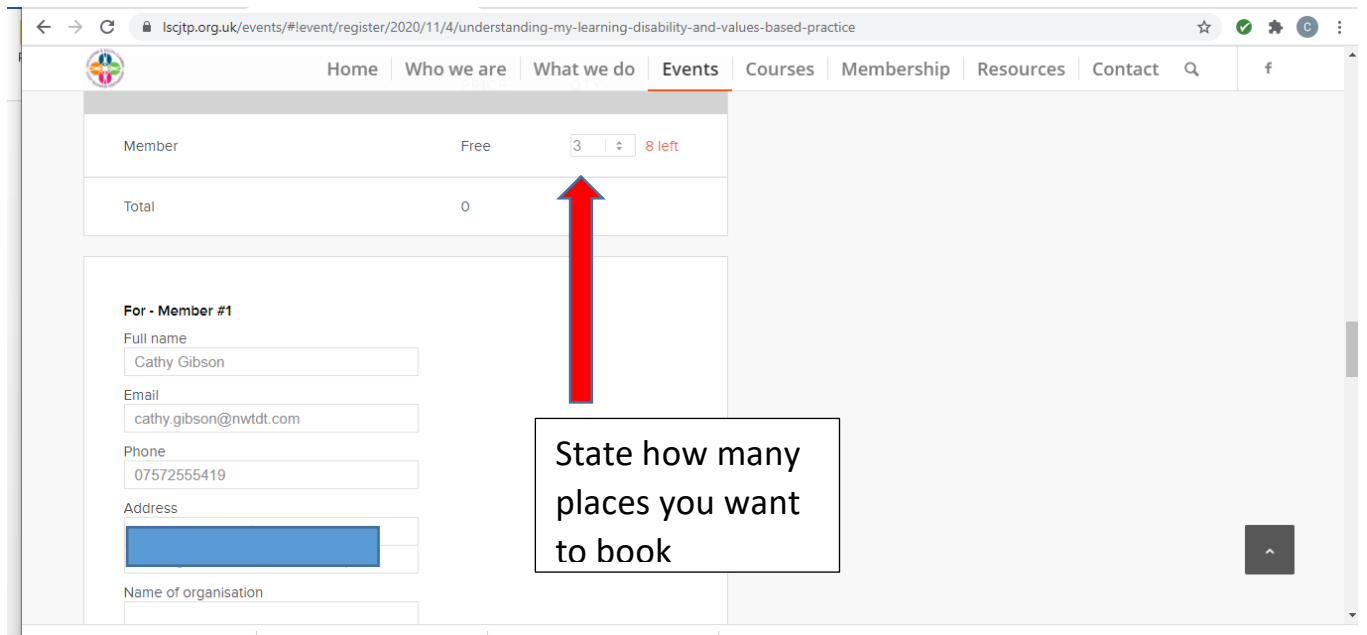 lscjtp.org.uk/events/#!event/register/2020/11/4/understanding-my-learning-disability-and-values-based-practice
C
Home Who we are What we do Events Courses Membership Resources Contact f
Member Free 3 8 left
Total 0
For - Member #1
Full name
Cathy Gibson
Email
cathy.gibson@nwtdt.com
Phone
07572555419
Address
Name of organisation
State how many
places you want
to book